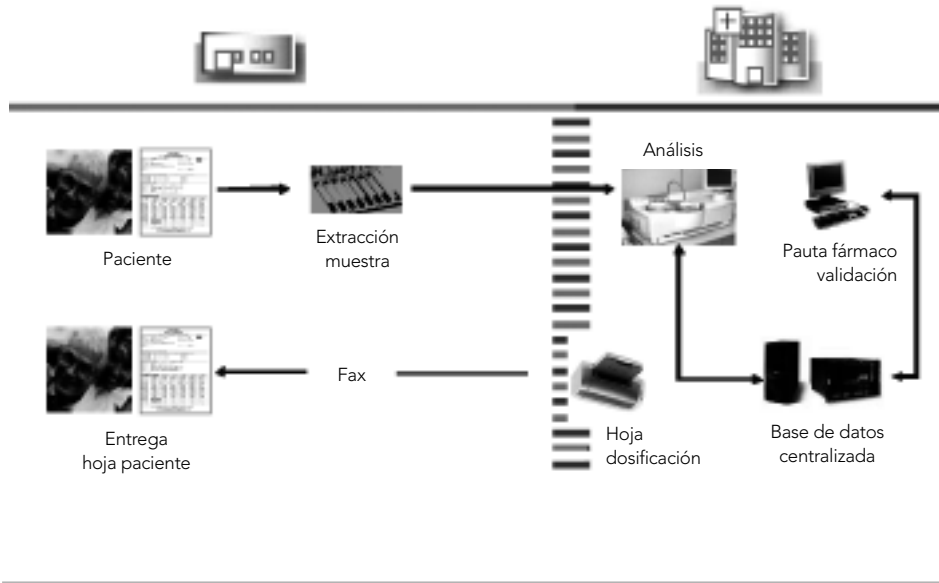 Análisis
Paciente
Extracción
muestra
Pauta fármaco
validación
Fax
Entrega
hoja paciente
Hoja
dosificación
Base de datos
centralizada